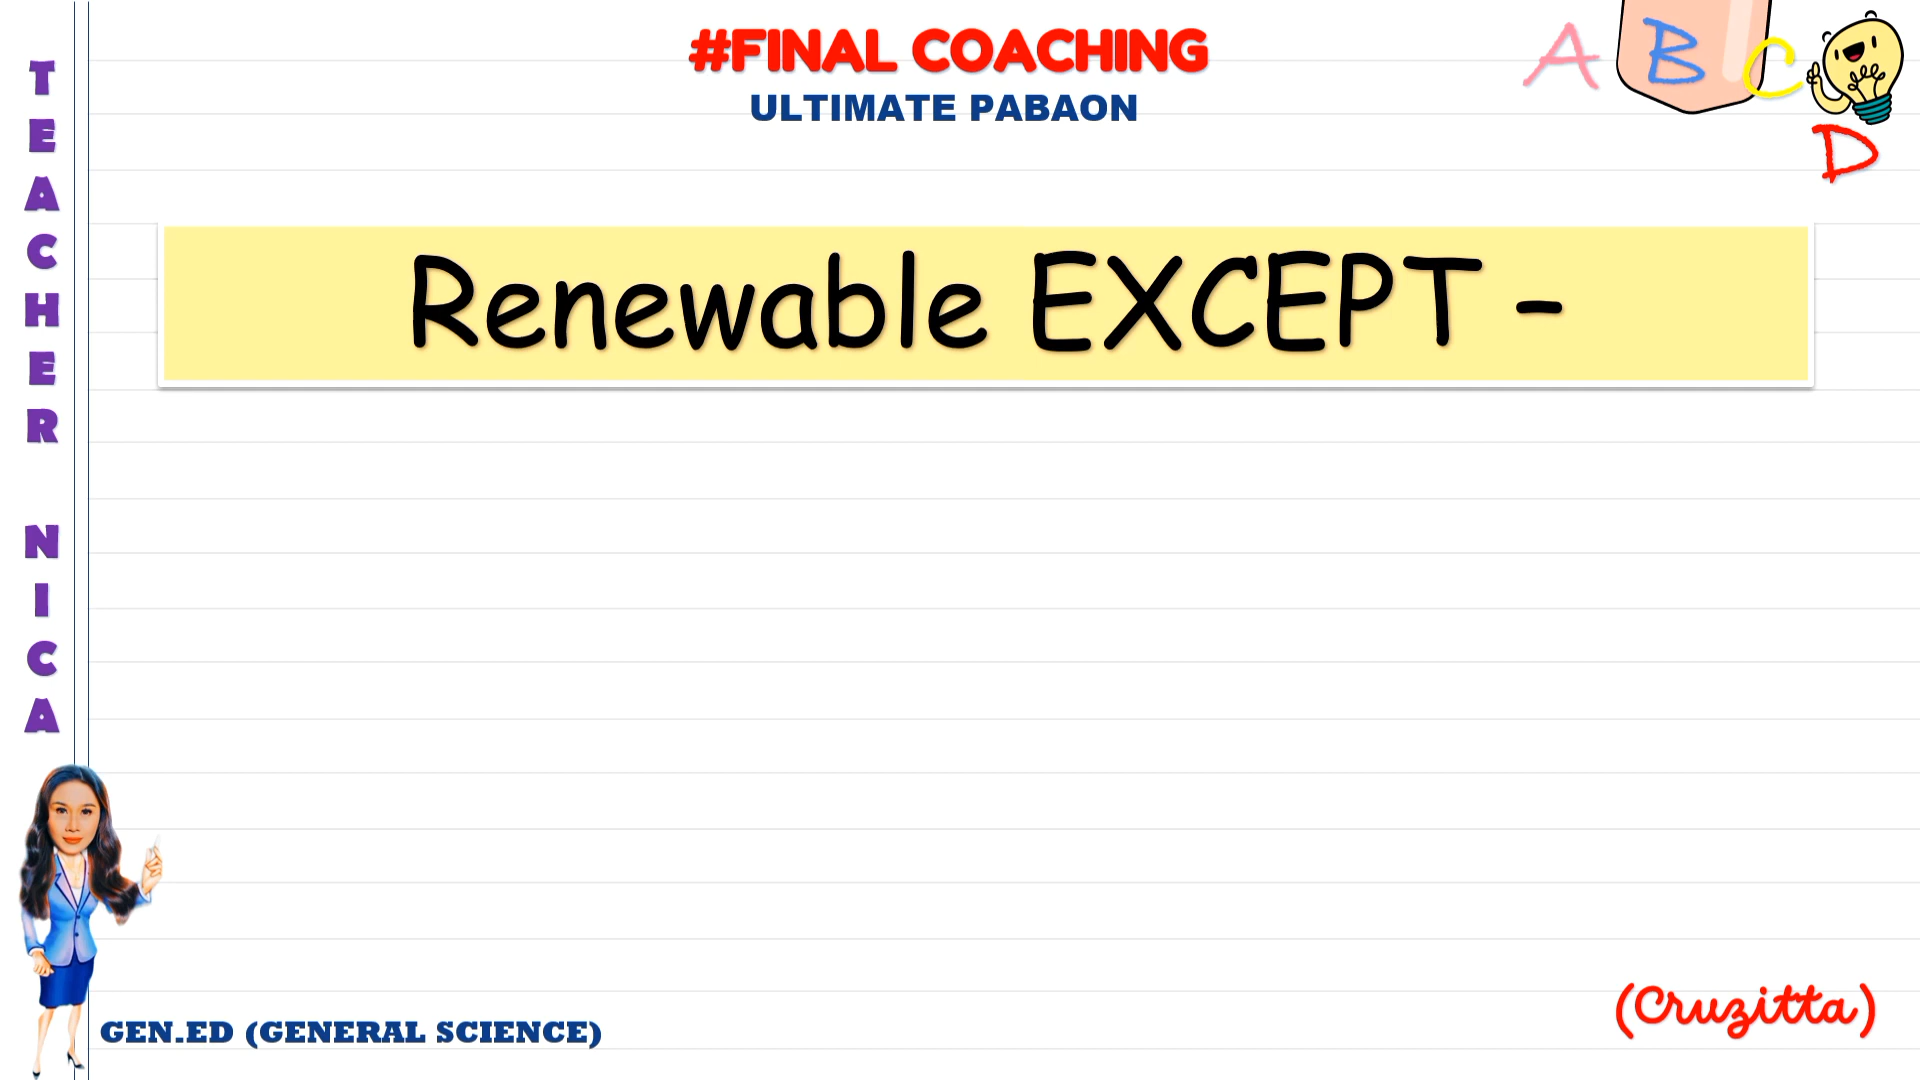 #FINAL COACHING
ULTIMATE PABAON
A B C
D
TEACHER NICA
Renewable EXCEPT -
GEN.ED (GENERAL SCIENCE)
(Cruzitta)